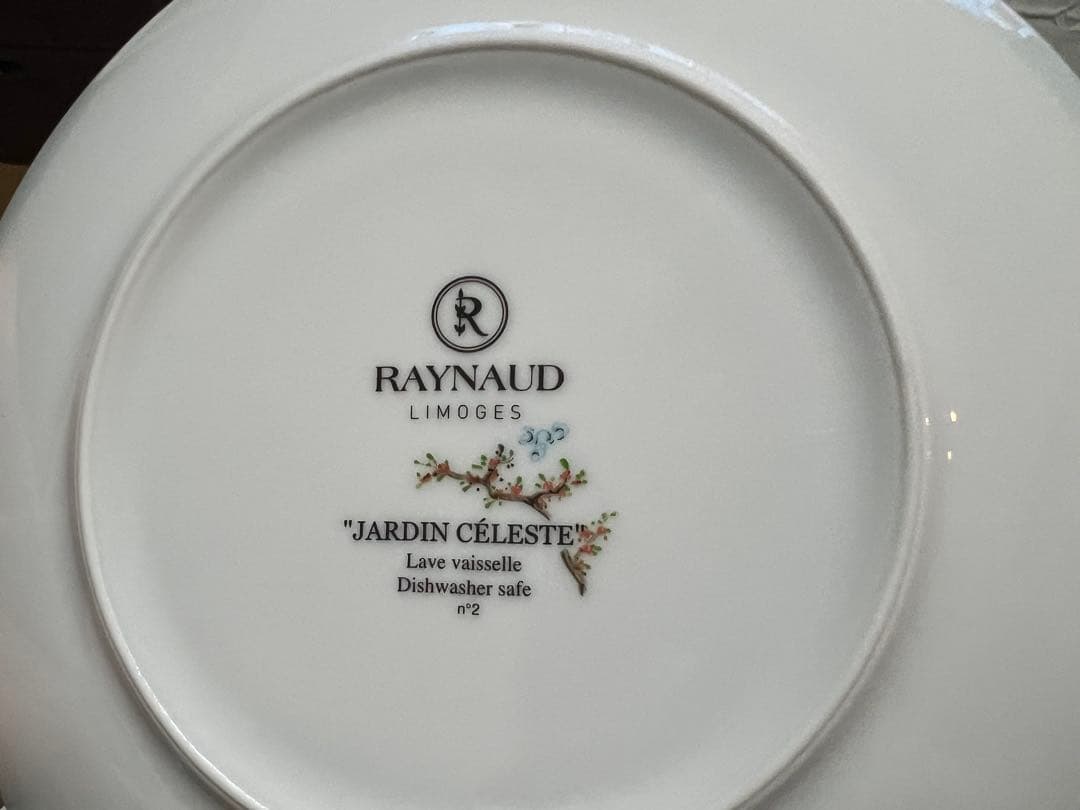 R
RAYNAUD
LIMOGES
"JARDIN CÉLESTE"
Lave vaisselle
Dishwasher safe
n°2